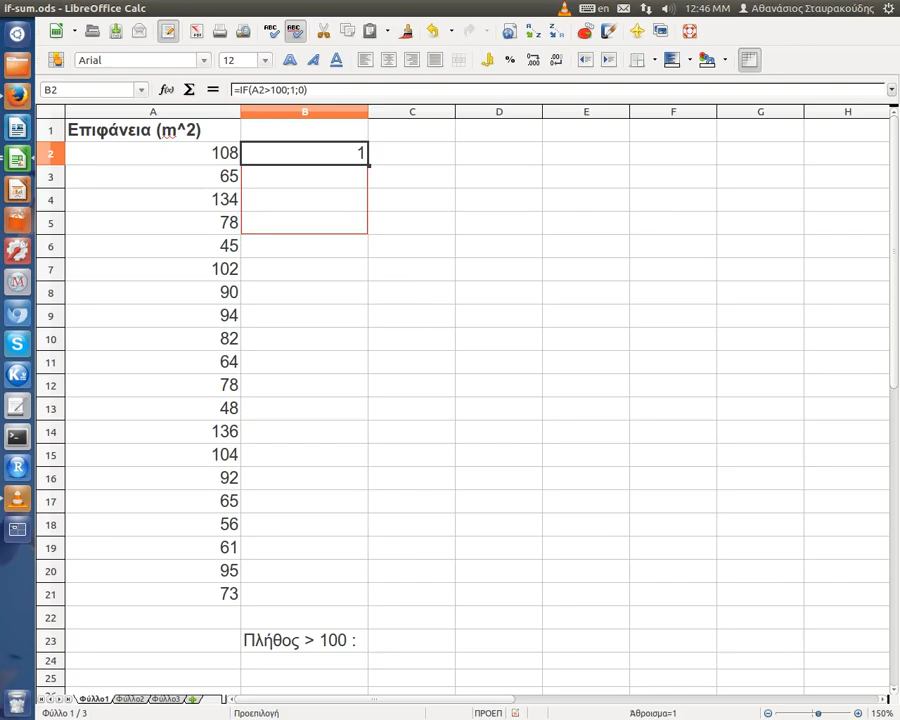 if-sum.ods - LibreOffice Calc
en
12:46 ΜΜ
Αθανάσιος Σταυρακούδης
Arial
12
B2
=IF(A2>100;1;0)
A B C D E F G H
1 Επιφάνεια (m^2)
2 108 1
3 65
4 134
5 78
6 45
7 102
8 90
9 94
10 82
11 64
12 78
13 48
14 136
15 104
16 92
17 65
18 56
19 61
20 95
21 73
22
23 Πλήθος > 100 :
24
25
Φύλλο1 Φύλλο2 Φύλλο3
Φύλλο 1 / 3 Προεπιλογή ΠΡΟΕΠ Άθροισμα=1 150%